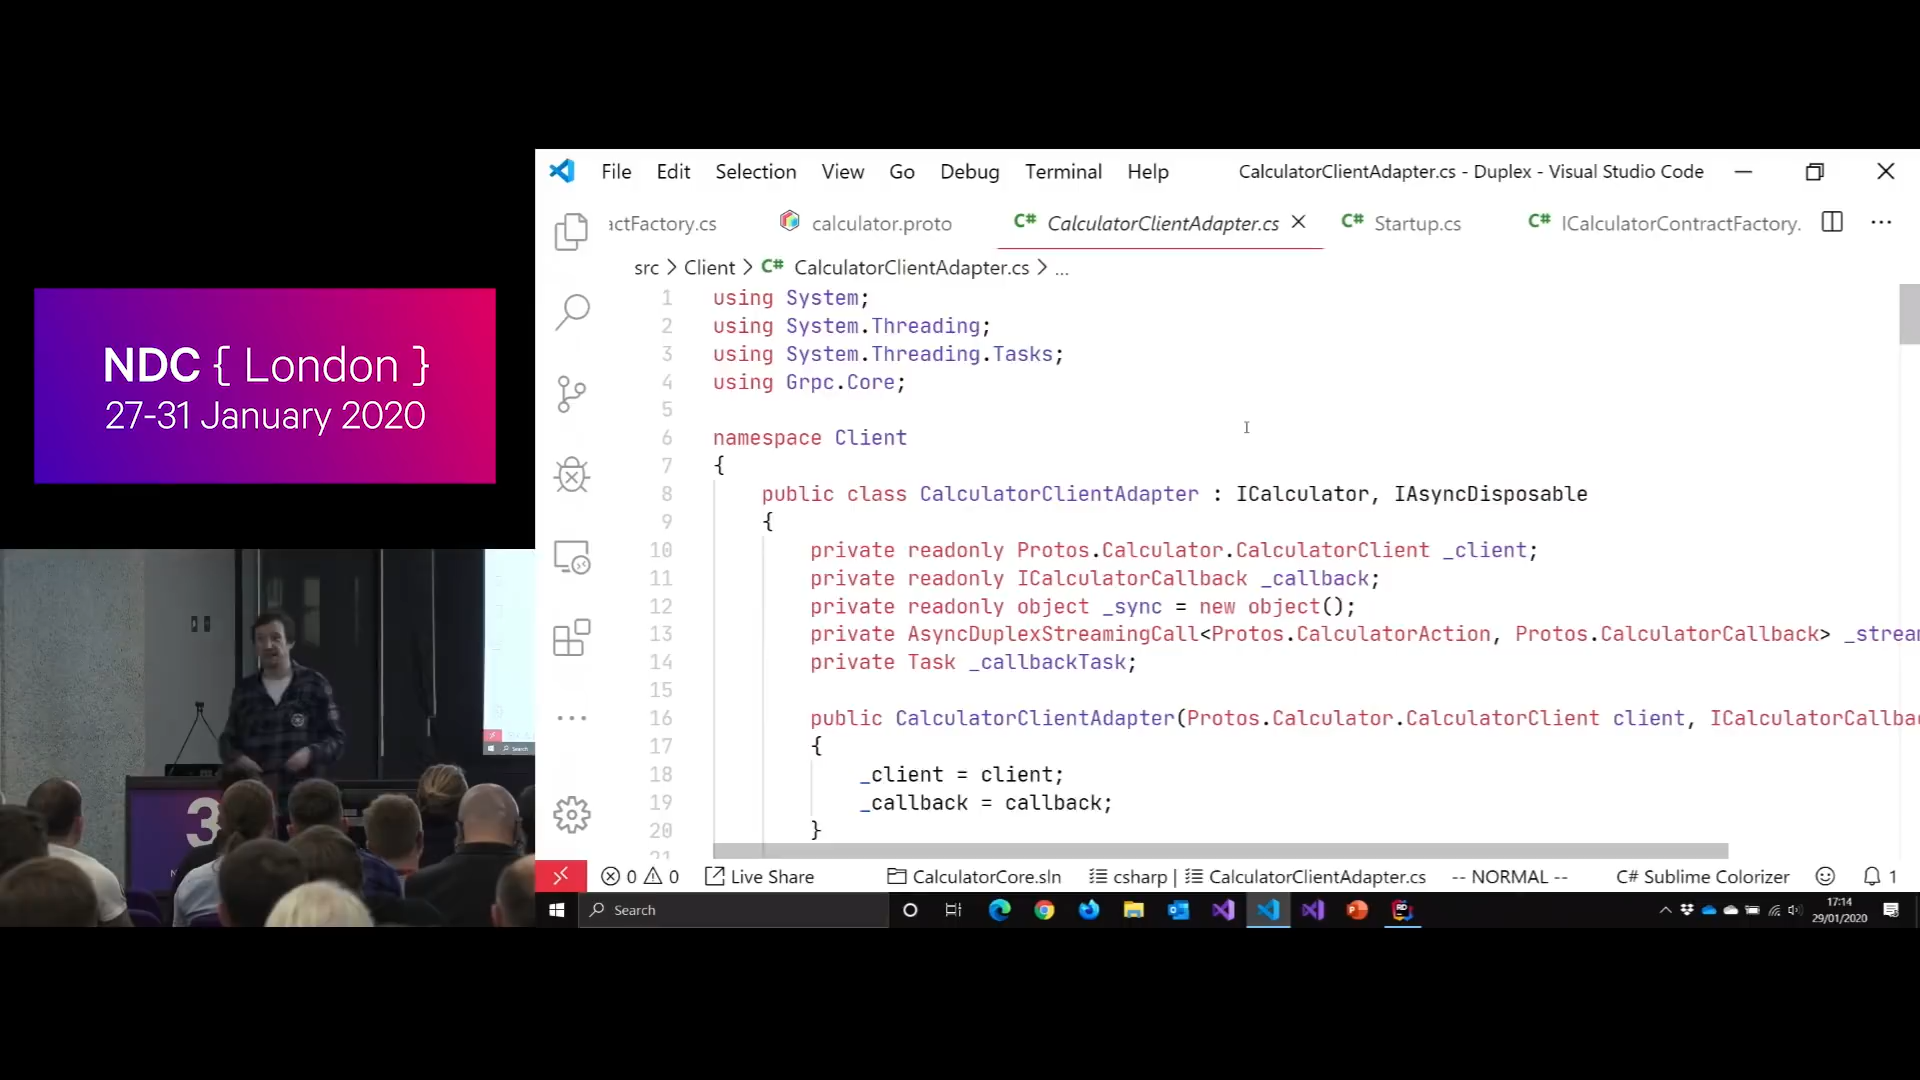 NDC { London }
27-31 January 2020
3
File Edit Selection View Go Debug Terminal Help CalculatorClientAdapter.cs - Duplex - Visual Studio Code
actFactory.cs calculator.proto C# CalculatorClientAdapter.cs C# Startup.cs C# ICalculatorContractFactory.
src > Client > C# CalculatorClientAdapter.cs > ...
1 using System;
2 using System.Threading;
3 using System.Threading.Tasks;
4 using Grpc.Core;
5
6 namespace Client
7 {
8 public class CalculatorClientAdapter : ICalculator, IAsyncDisposable
9 {
10 private readonly Protos.Calculator.CalculatorClient _client;
11 private readonly ICalculatorCallback _callback;
12 private readonly object _sync = new object();
13 private AsyncDuplexStreamingCall<Protos.CalculatorAction, Protos.CalculatorCallback> _strea
14 private Task _callbackTask;
15
16 public CalculatorClientAdapter(Protos.Calculator.CalculatorClient client, ICalculatorCallba
17 {
18 _client = client;
19 _callback = callback;
20 }
21
0 0 Live Share CalculatorCore.sln csharp | CalculatorClientAdapter.cs -- NORMAL -- C# Sublime Colorizer 1
Search 17:14
29/01/2020